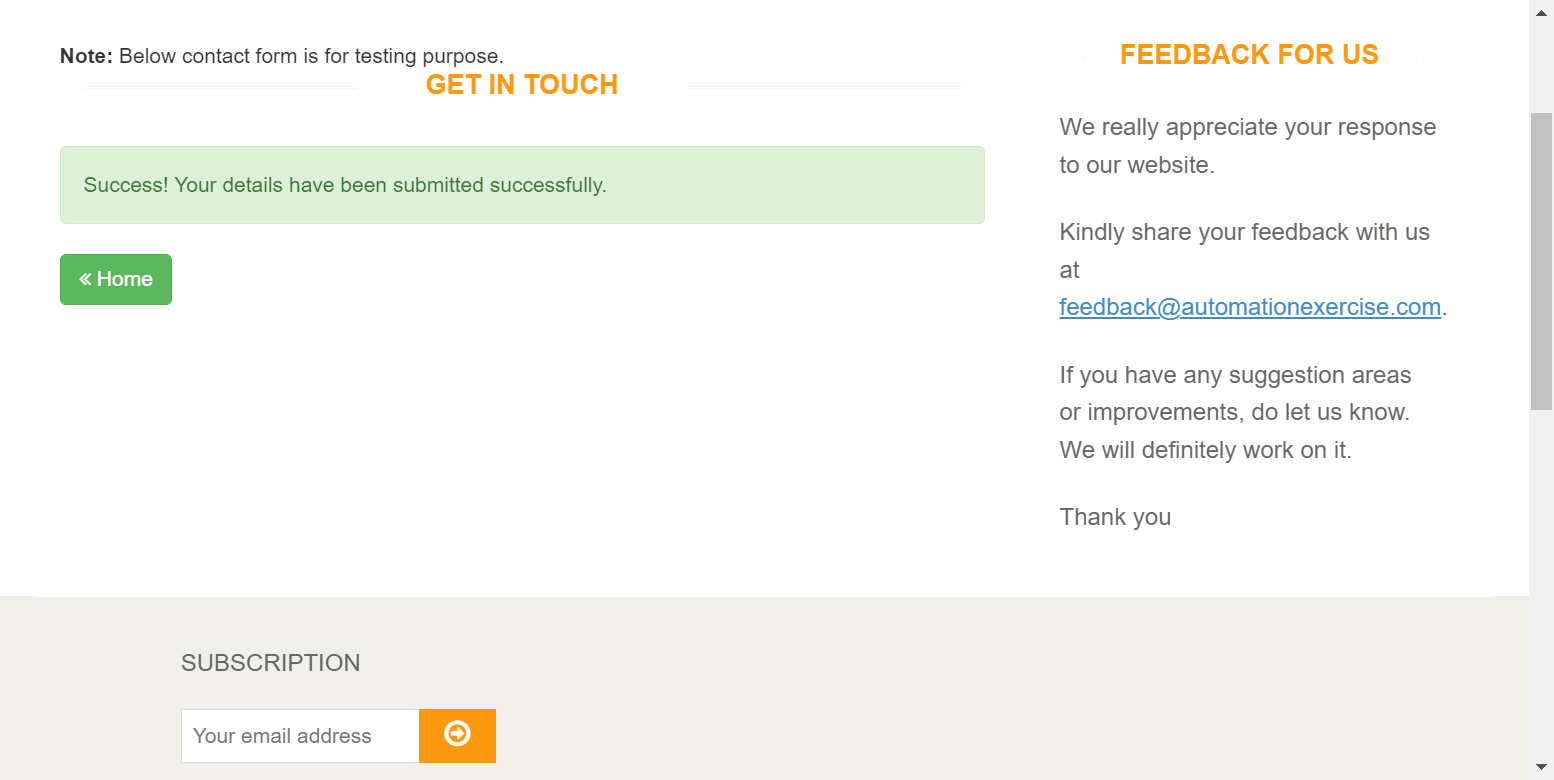 Note: Below contact form is for testing purpose.
GET IN TOUCH
Success! Your details have been submitted successfully.
« Home
FEEDBACK FOR US
We really appreciate your response
to our website.
Kindly share your feedback with us
at
feedback@automationexercise.com.
If you have any suggestion areas
or improvements, do let us know.
We will definitely work on it.
Thank you
SUBSCRIPTION
Your email address